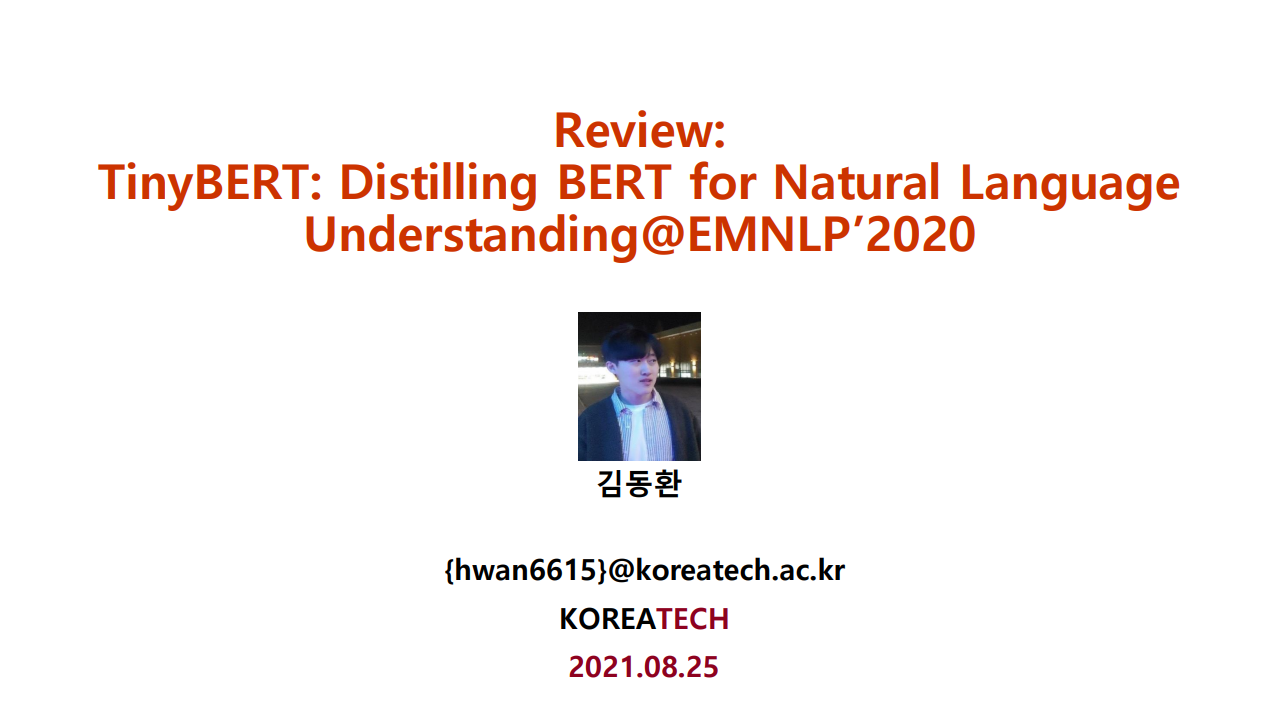 Review:
TinyBERT: Distilling BERT for Natural Language
Understanding@EMNLP’2020
김동환
{hwan6615}@koreatech.ac.kr
KOREATECH
2021.08.25